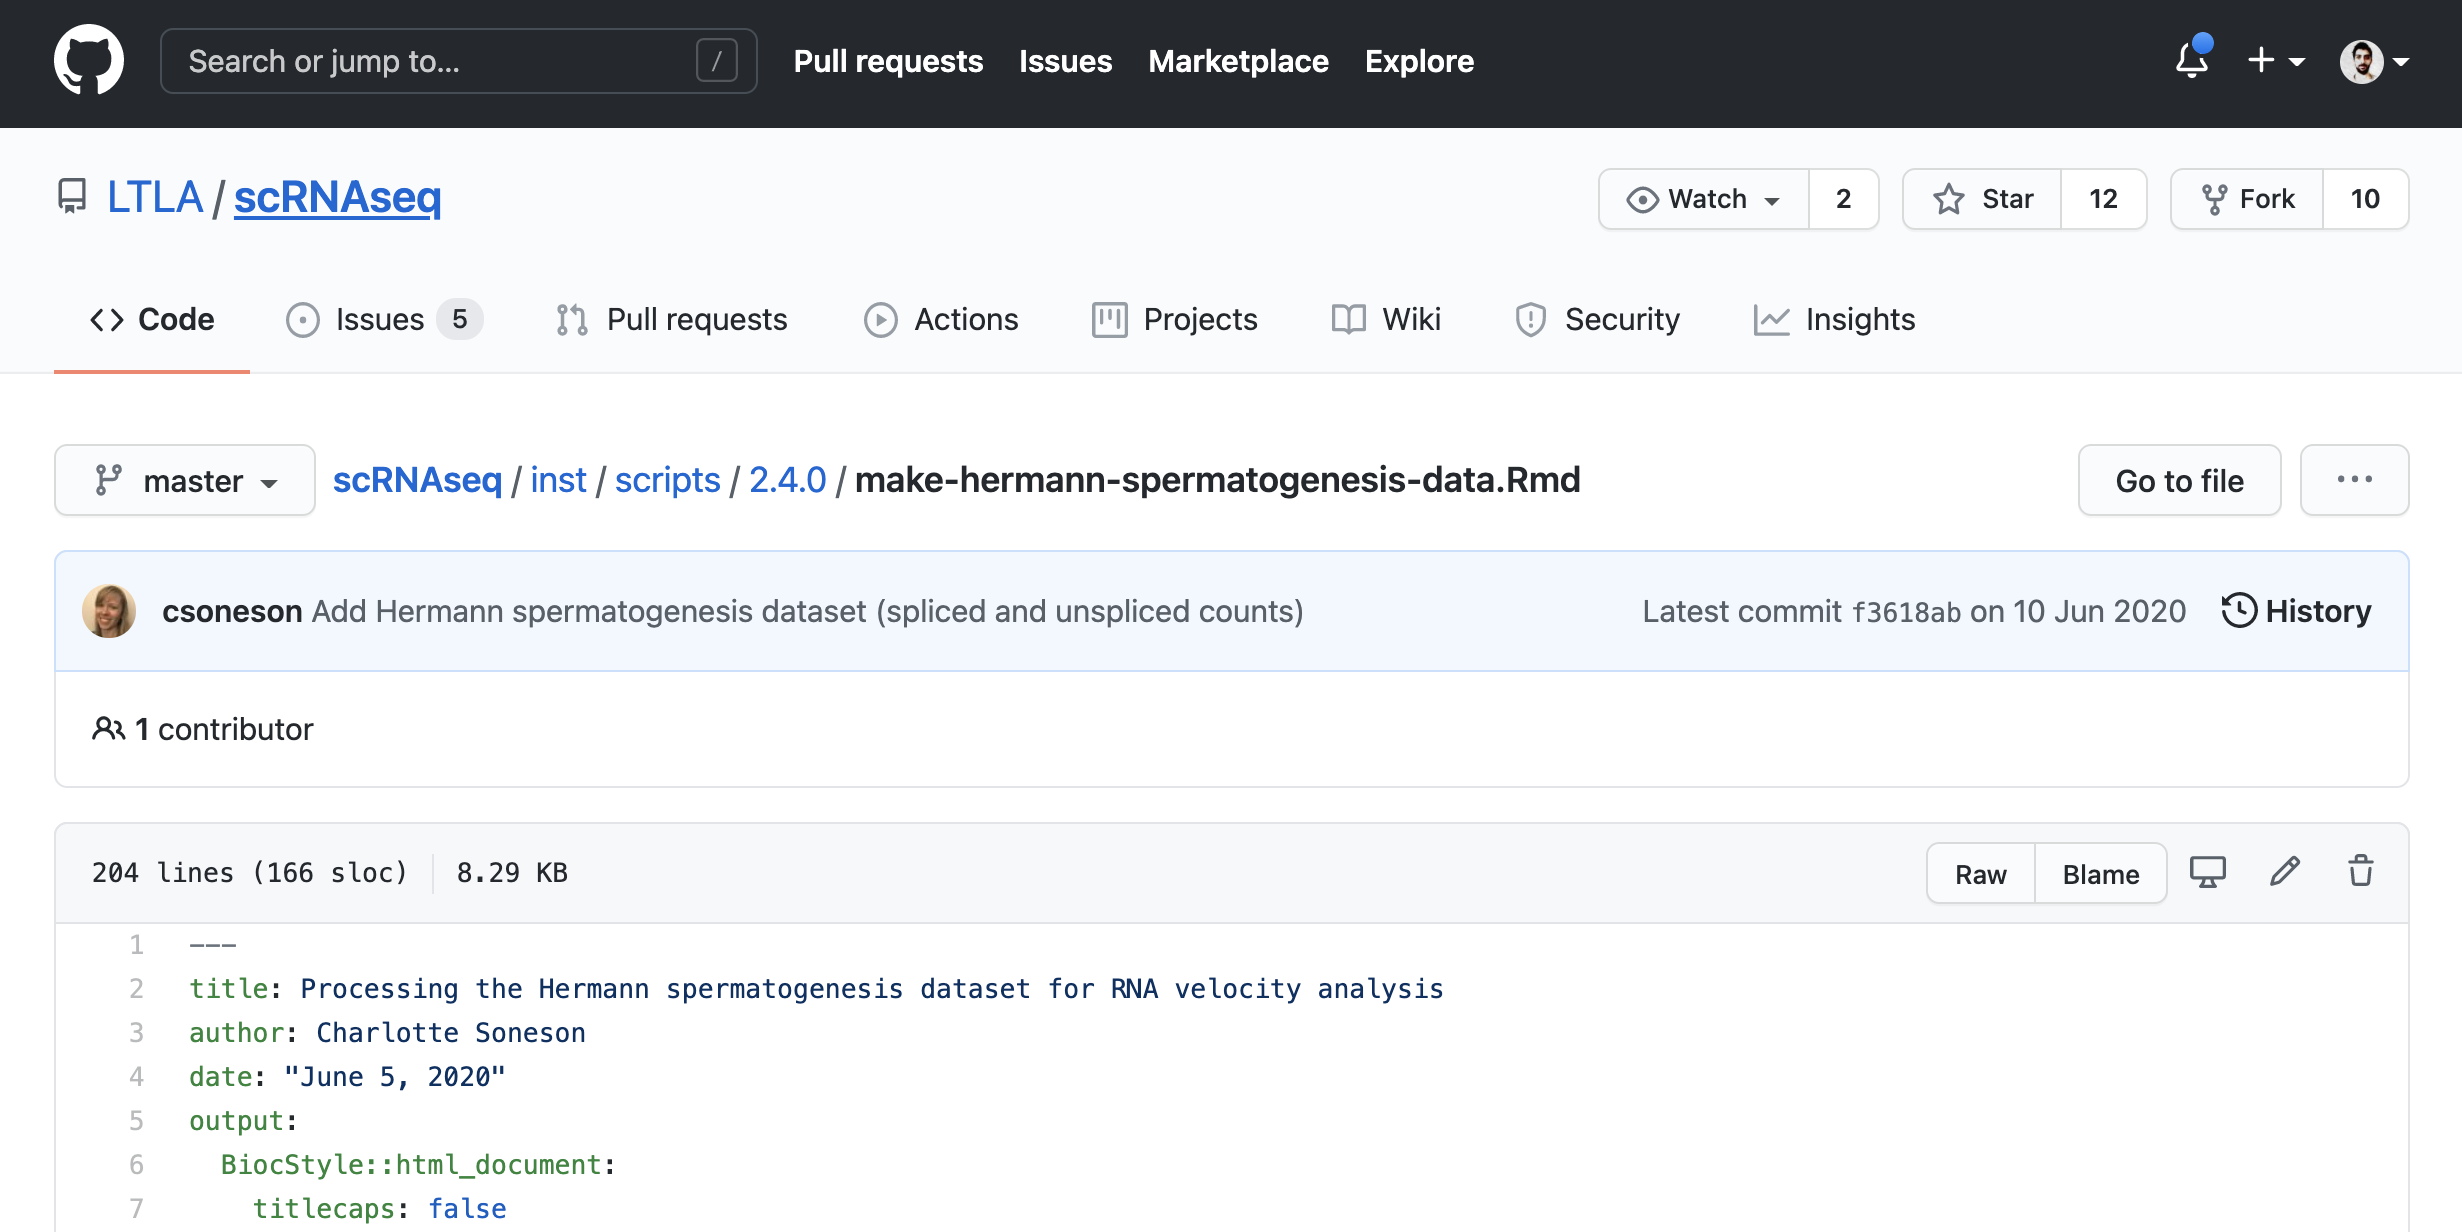 Search or jump to... / Pull requests Issues Marketplace Explore
LTLA / scRNAseq Watch 2 Star 12 Fork 10
Code Issues 5 Pull requests Actions Projects Wiki Security Insights
master scRNAseq / inst / scripts / 2.4.0 / make-hermann-spermatogenesis-data.Rmd Go to file ...
csoneson Add Hermann spermatogenesis dataset (spliced and unspliced counts) Latest commit f3618ab on 10 Jun 2020 History
1 contributor
204 lines (166 sloc) 8.29 KB Raw Blame
1 ---
2 title: Processing the Hermann spermatogenesis dataset for RNA velocity analysis
3 author: Charlotte Soneson
4 date: "June 5, 2020"
5 output:
6 BiocStyle::html_document:
7 titlecaps: false